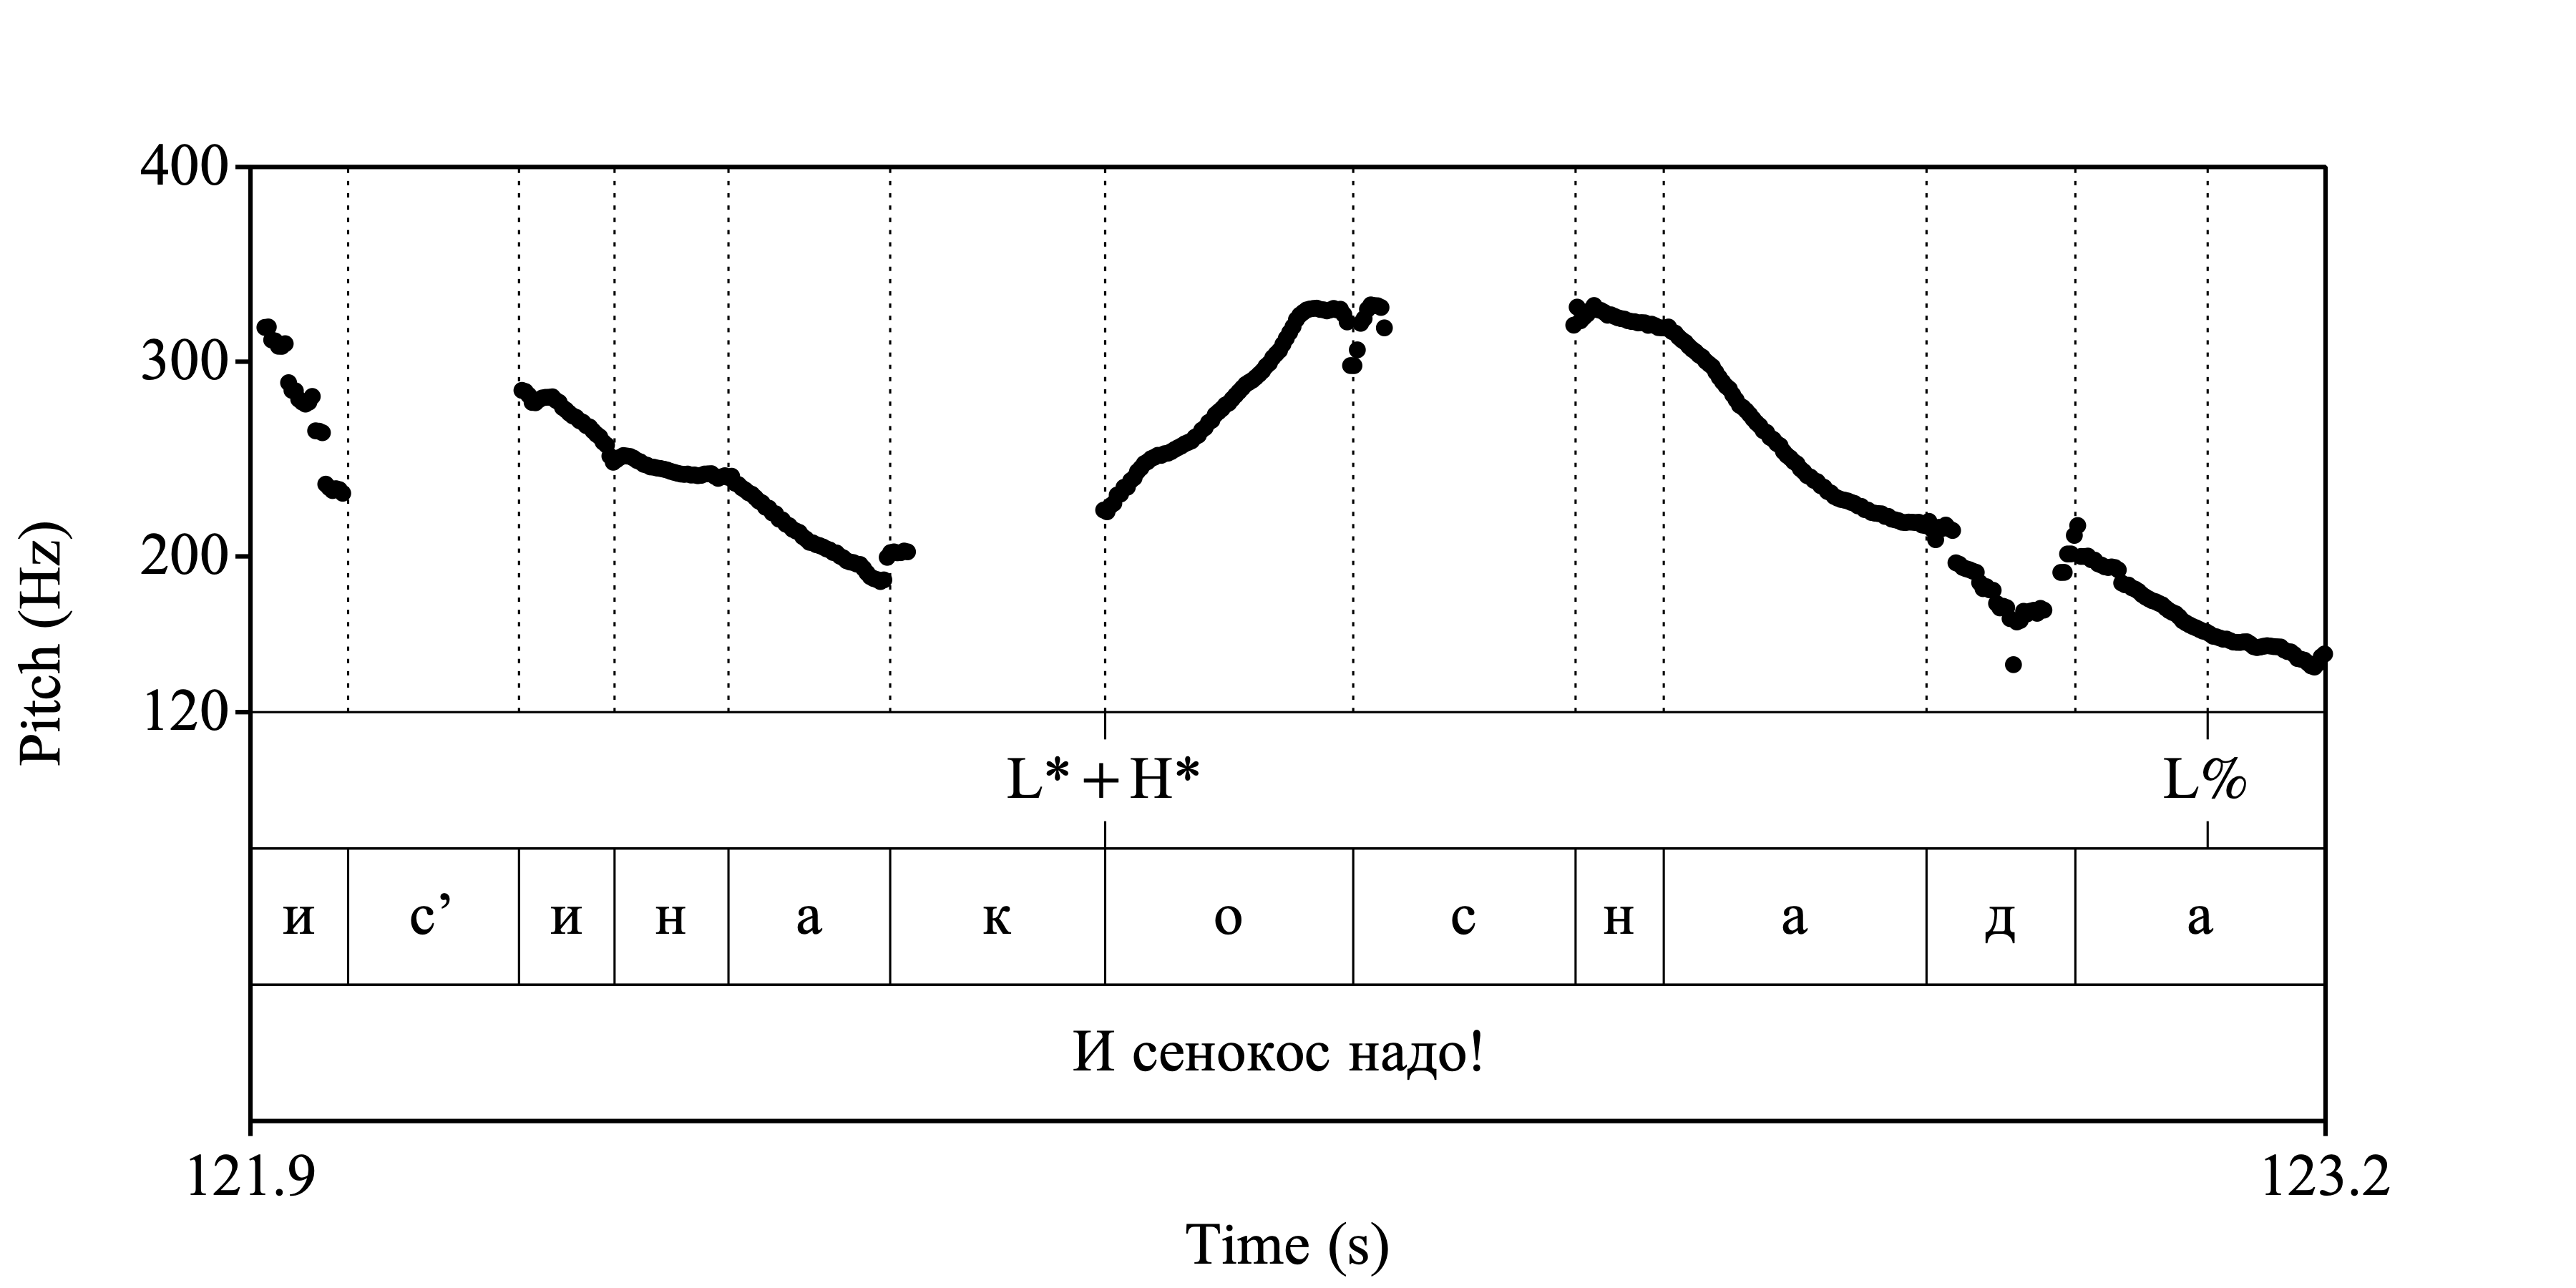 400
300
200
120
Pitch (Hz)
L* + H* L%
и с’ и н а к о с н а д а
И сенокос надо!
121.9 123.2
Time (s)